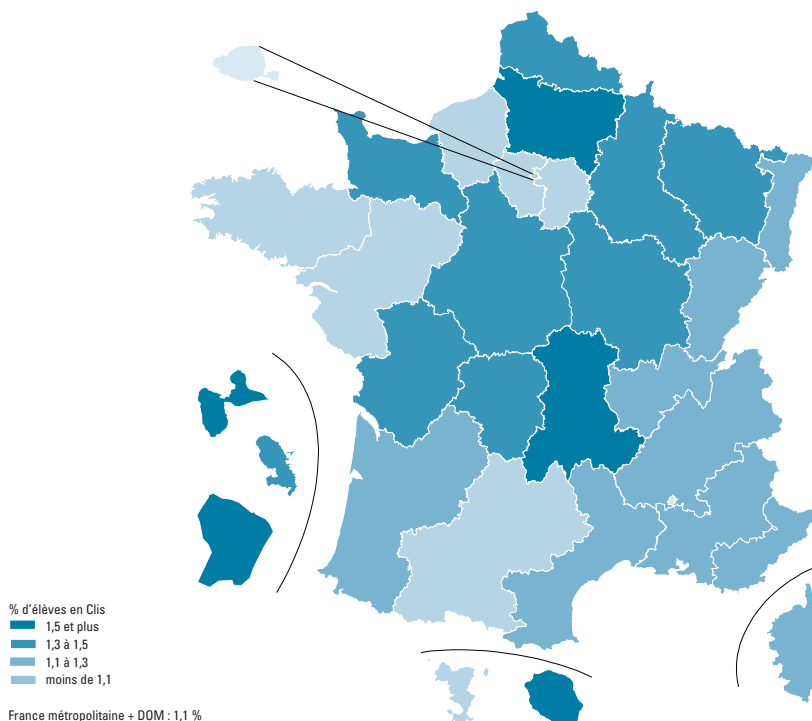 % d'élèves en Clis
1,5 et plus
1,3 à 1,5
1,1 à 1,3
moins de 1,1
France métropolitaine + DOM : 1,1 %